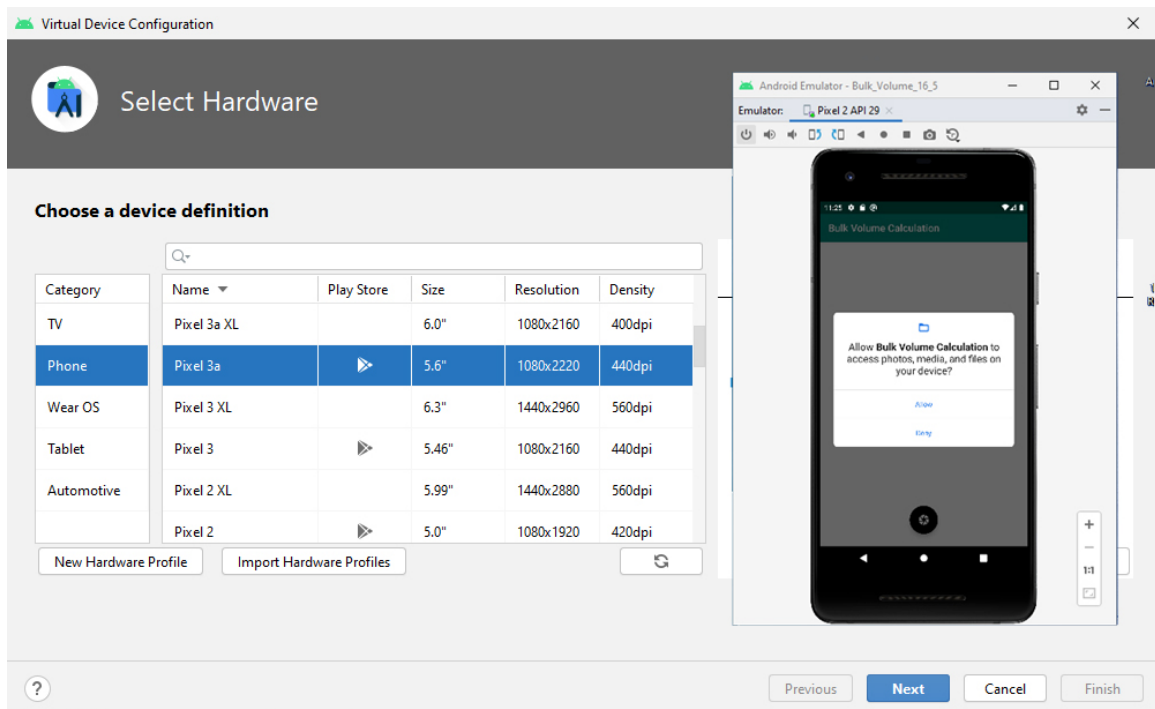 Virtual Device Configuration
Select Hardware
Choose a device definition
Category
TV
Phone
Wear OS
Tablet
Automotive
Name Play Store Size Resolution Density
Pixel 3a XL 6.0" 1080x2160 400dpi
Pixel 3a 5.6" 1080x2220 440dpi
Pixel 3 XL 6.3" 1440x2960 560dpi
Pixel 3 5.46" 1080x2160 440dpi
Pixel 2 XL 5.99" 1440x2880 560dpi
Pixel 2 5.0" 1080x1920 420dpi
New Hardware Profile Import Hardware Profiles
Android Emulator - Bulk_Volume_16_5
Emulator: Pixel 2 API 29
11:25
Bulk Volume Calculation
Allow Bulk Volume Calculation to
access photos, media, and files on
your device?
Allow
Deny
1:1
? Previous Next Cancel Finish